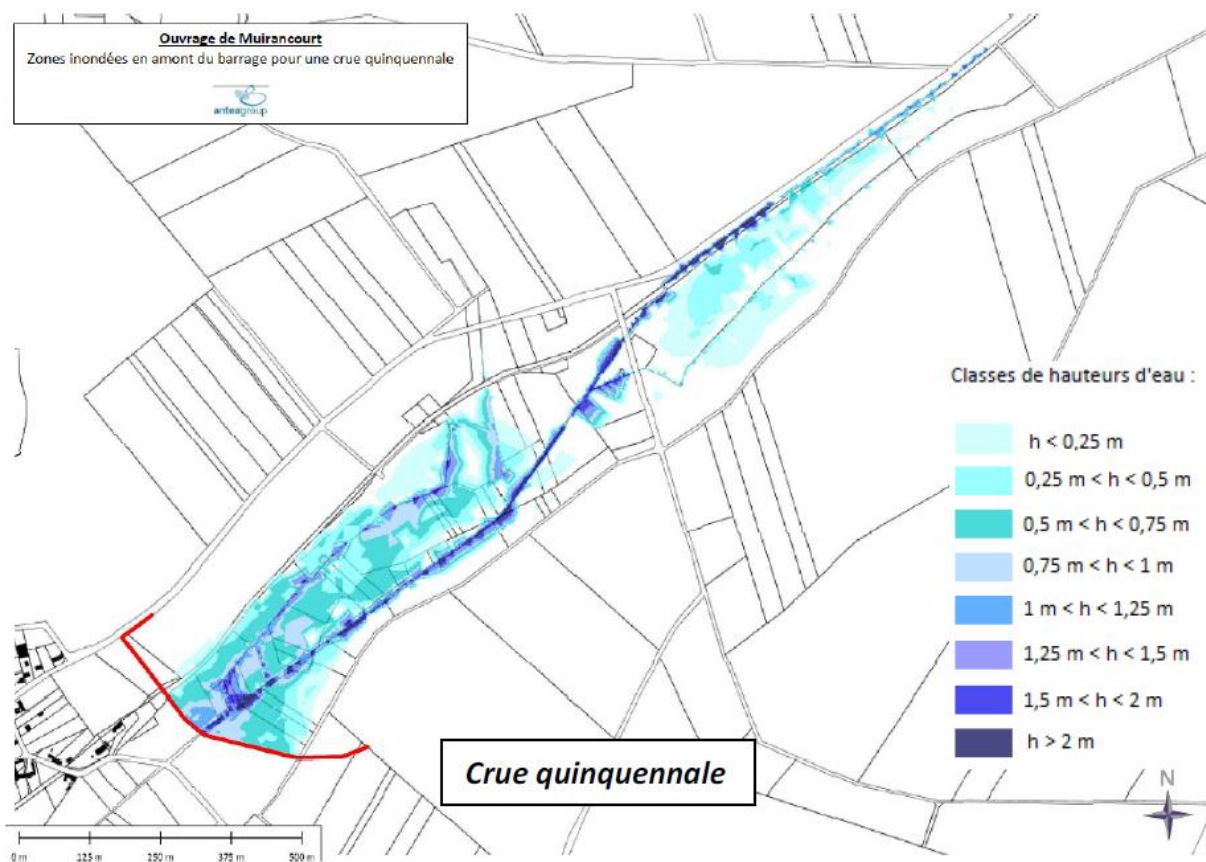 Ouvrage de Muirancourt
Zones inondées en amont du barrage pour une crue quinquennale
anteagroup
Classes de hauteurs d'eau :
h < 0,25 m
0,25 m < h < 0,5 m
0,5 m < h < 0,75 m
0,75 m < h < 1 m
1 m < h < 1,25 m
1,25 m < h < 1,5 m
1,5 m < h < 2 m
h > 2 m
Crue quinquennale
N
0 m 125 m 250 m 375 m 500 m